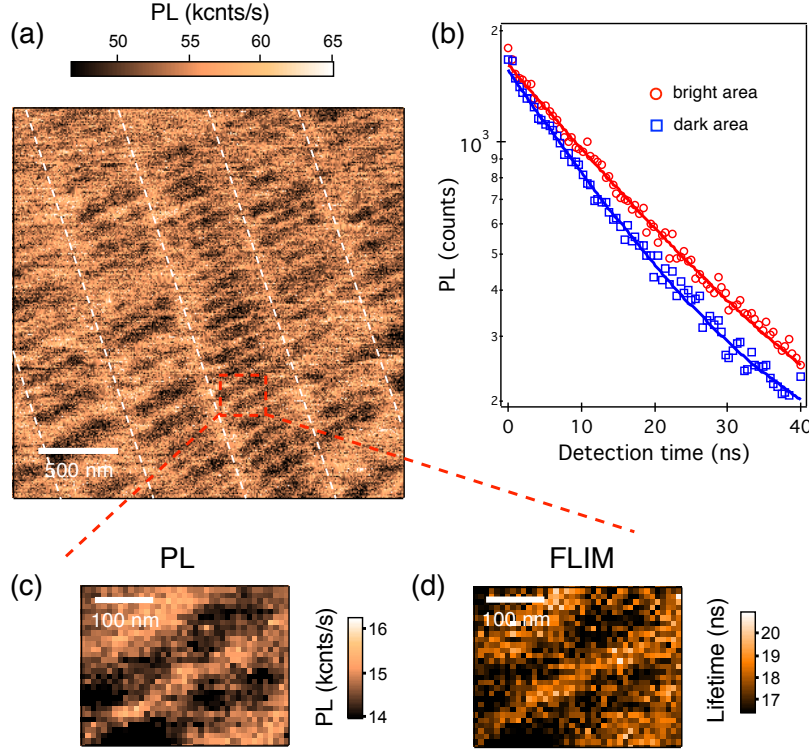 (a)
PL (kcnts/s)
50 55 60 65
500 nm
(b)
2
10³
9
8
7
6
5
4
3
2
PL (counts)
bright area
dark area
0 10 20 30 40
Detection time (ns)
(c)
PL
100 nm
16
15
14
PL (kcnts/s)
(d)
FLIM
100 nm
20
19
18
17
Lifetime (ns)